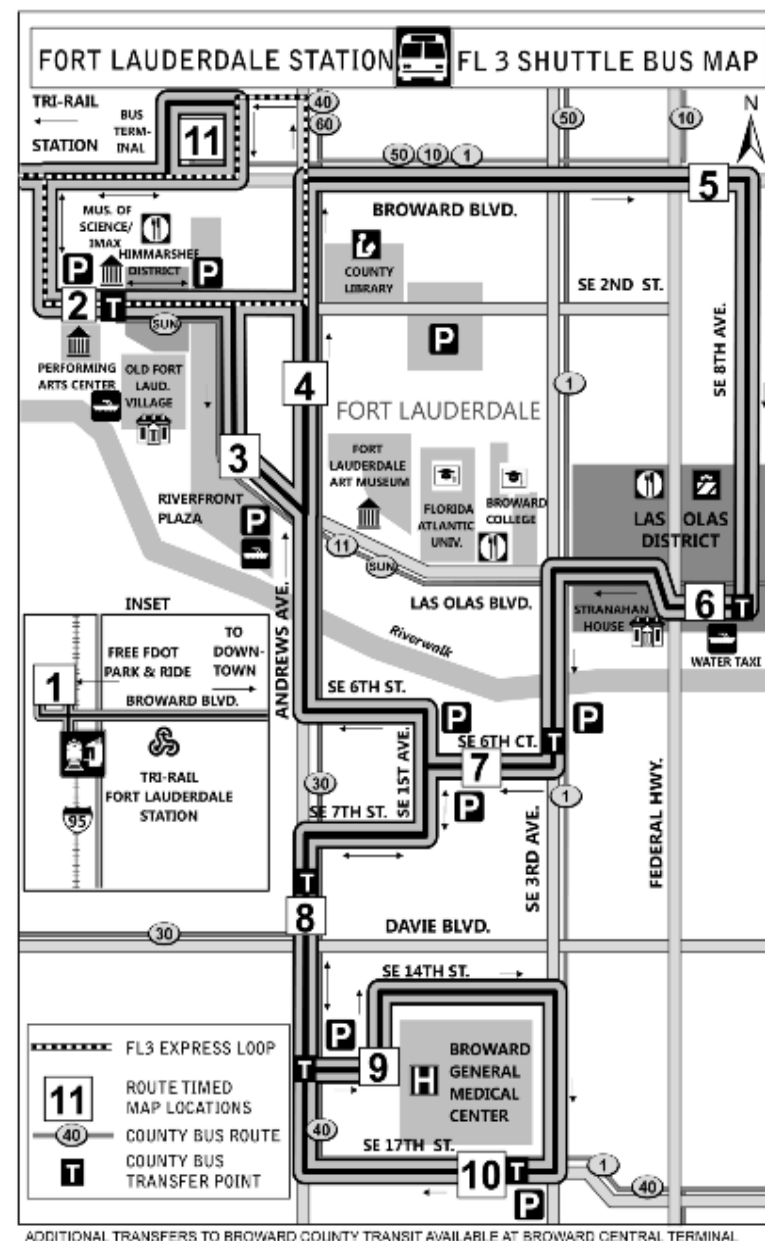 FORT LAUDERDALE STATION FL 3 SHUTTLE BUS MAP
TRI-RAIL
STATION
BUS
TERM-
INAL
11
40
60
50
10
N
50 10 1
5
BROWARD BLVD.
MUS. OF
SCIENCE/
IMAX
HIMMARSHEE
DISTRICT
P
P
COUNTY
LIBRARY
SE 2ND ST.
SE 8TH AVE.
2
T
SUN
P
PERFORMING
ARTS CENTER
OLD FORT
LAUD.
VILLAGE
4
1
FORT LAUDERDALE
3
FORT
LAUDERDALE
ART MUSEUM
FLORIDA
ATLANTIC
UNIV.
BROWARD
COLLEGE
LAS OLAS
DISTRICT
RIVERFRONT
PLAZA
P
11
SUN
LAS OLAS BLVD.
STRANAHAN
HOUSE
6
T
WATER TAXI
Riverwalk
ANDREWS AVE.
INSET
TO
DOWN-
TOWN
FREE FDOT
PARK & RIDE
1
BROWARD BLVD.
TRI-RAIL
FORT LAUDERDALE
STATION
95
SE 6TH ST.
P
P
SE 6TH CT.
T
SE 1ST AVE.
7
30
1
SE 7TH ST.
P
SE 3RD AVE.
FEDERAL HWY.
T
8
30
DAVIE BLVD.
SE 14TH ST.
P
T
9
H
BROWARD
GENERAL
MEDICAL
CENTER
40
SE 17TH ST.
10
T
P
1
40
FL3 EXPRESS LOOP
11
ROUTE TIMED
MAP LOCATIONS
40
COUNTY BUS ROUTE
T
COUNTY BUS
TRANSFER POINT
ADDITIONAL TRANSFERS TO BROWARD COUNTY TRANSIT AVAILABLE AT BROWARD CENTRAL TERMINAL